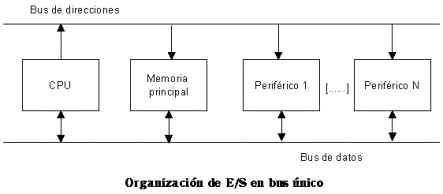 Bus de direcciones
CPU
Memoria
principal
Periférico 1
[......]
Periférico N
Bus de datos
Organización de E/S en bus único